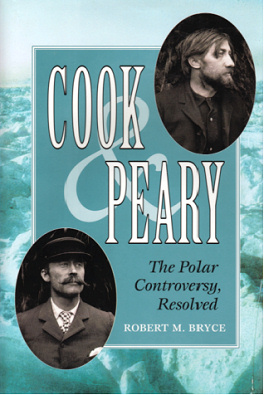 COOK
&
PEARY
The Polar
Controversy,
Resolved
ROBERT M. BRYCE